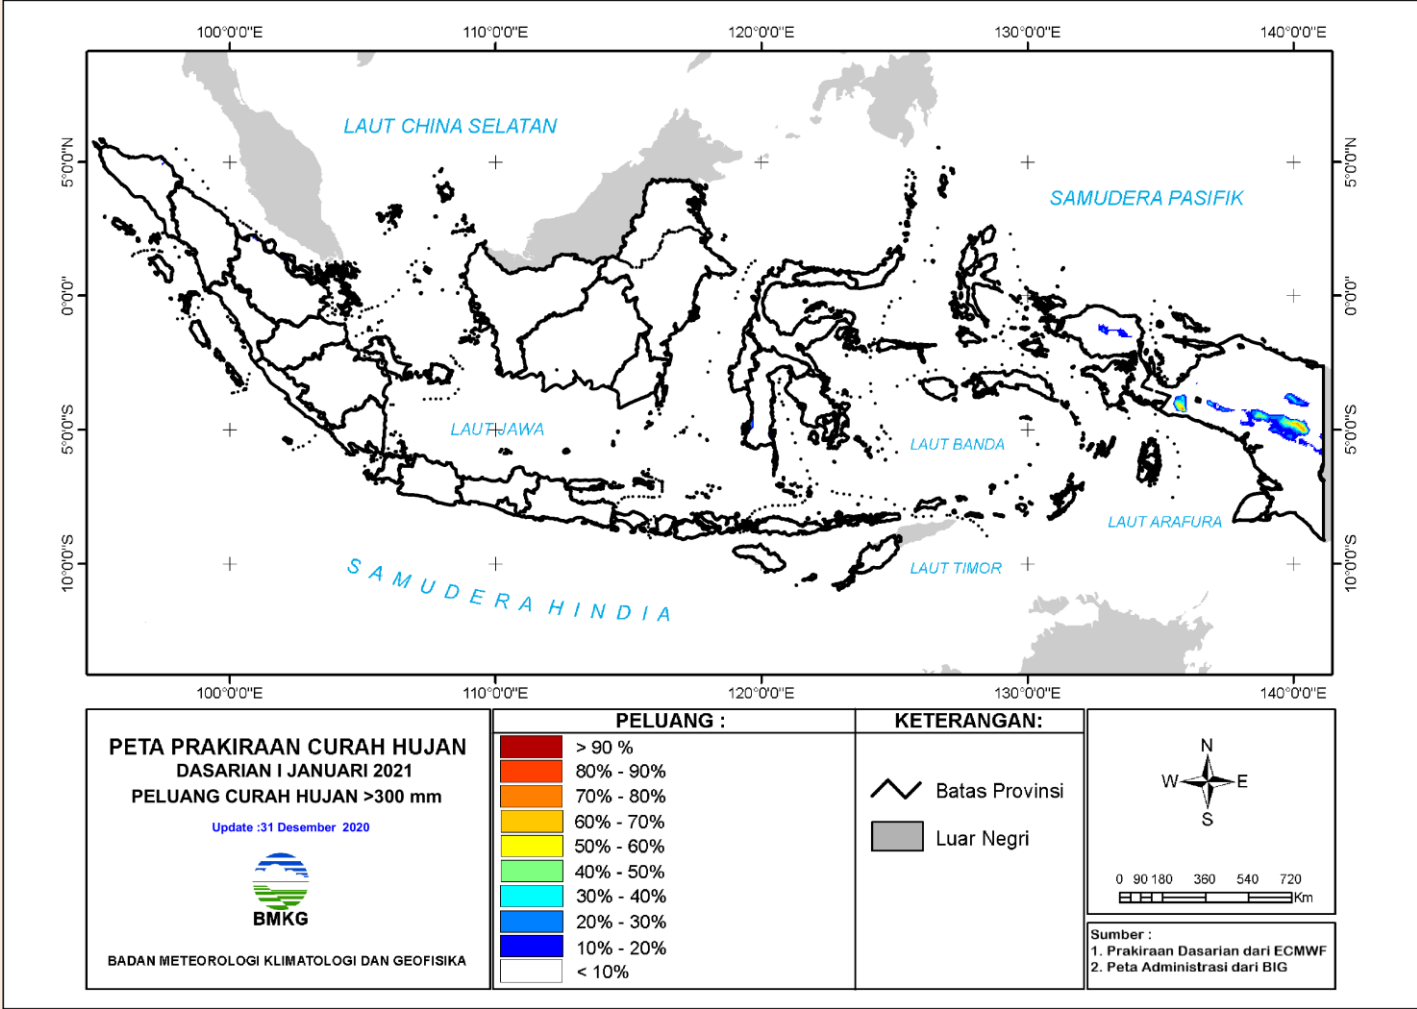 100°0'0"E 110°0'0"E 120°0'0"E 130°0'0"E 140°0'0"E
LAUT CHINA SELATAN
5°0'0"N 5°0'0"N
SAMUDERA PASIFIK
0°0'0" 0°0'0"
LAUT JAWA
5°0'0"S 5°0'0"S
LAUT BANDA
LAUT ARAFURA
10°0'0"S 10°0'0"S
LAUT TIMOR
SAMUDERA HINDIA
100°0'0"E 110°0'0"E 120°0'0"E 130°0'0"E 140°0'0"E
PETA PRAKIRAAN CURAH HUJAN
DASARIAN I JANUARI 2021
PELUANG CURAH HUJAN >300 mm
Update :31 Desember 2020
BMKG
BADAN METEOROLOGI KLIMATOLOGI DAN GEOFISIKA
PELUANG :
> 90 %
80% - 90%
70% - 80%
60% - 70%
50% - 60%
40% - 50%
30% - 40%
20% - 30%
10% - 20%
< 10%
KETERANGAN:
Batas Provinsi
Luar Negri
N
W E
S
0 90 180 360 540 720
Km
Sumber :
1. Prakiraan Dasarian dari ECMWF
2. Peta Administrasi dari BIG